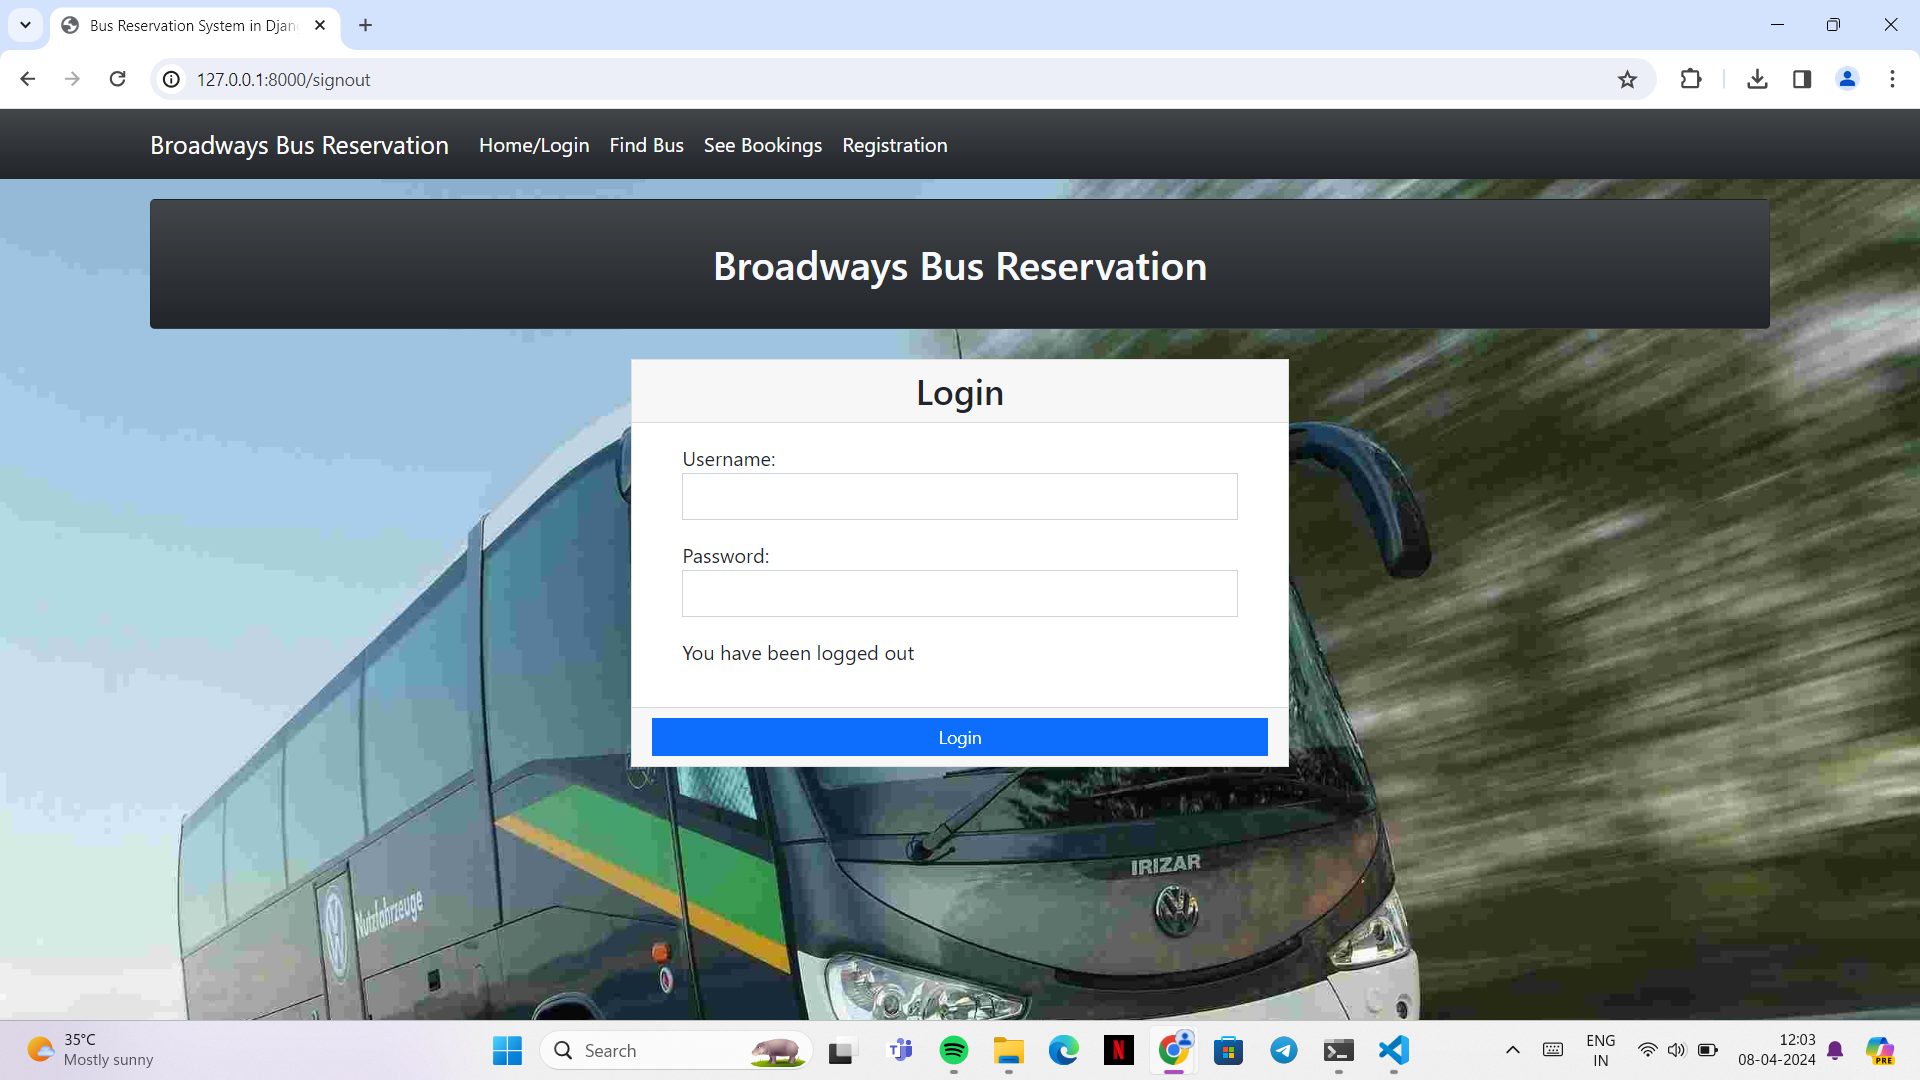 Bus Reservation System in Djan
127.0.0.1:8000/signout
Broadways Bus Reservation Home/Login Find Bus See Bookings Registration
Broadways Bus Reservation
Login
Username:
Password:
You have been logged out
Login
IRIZAR
Nutzfahrzeuge
35°C
Mostly sunny
Search
ENG
IN
12:03
08-04-2024
PRE